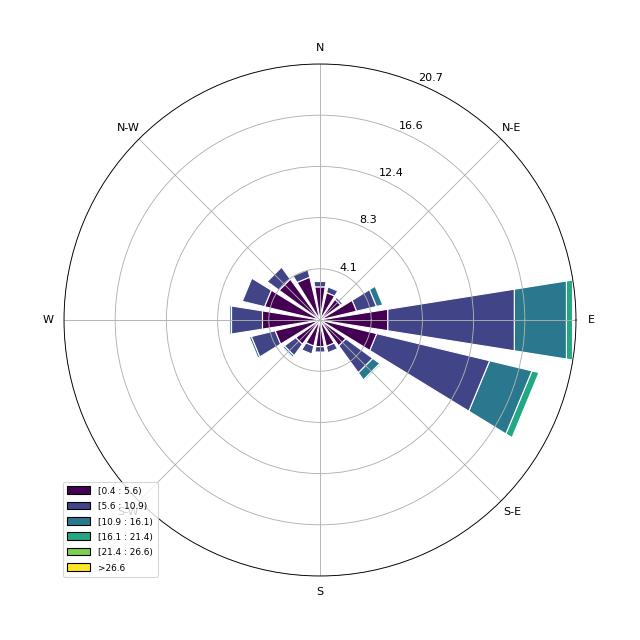 N
20.7
N-W
16.6
N-E
12.4
8.3
4.1
W
E
[0.4 : 5.6)
[5.6 : 10.9)
S-W
S-E
[10.9 : 16.1)
[16.1 : 21.4)
[21.4 : 26.6)
>26.6
S